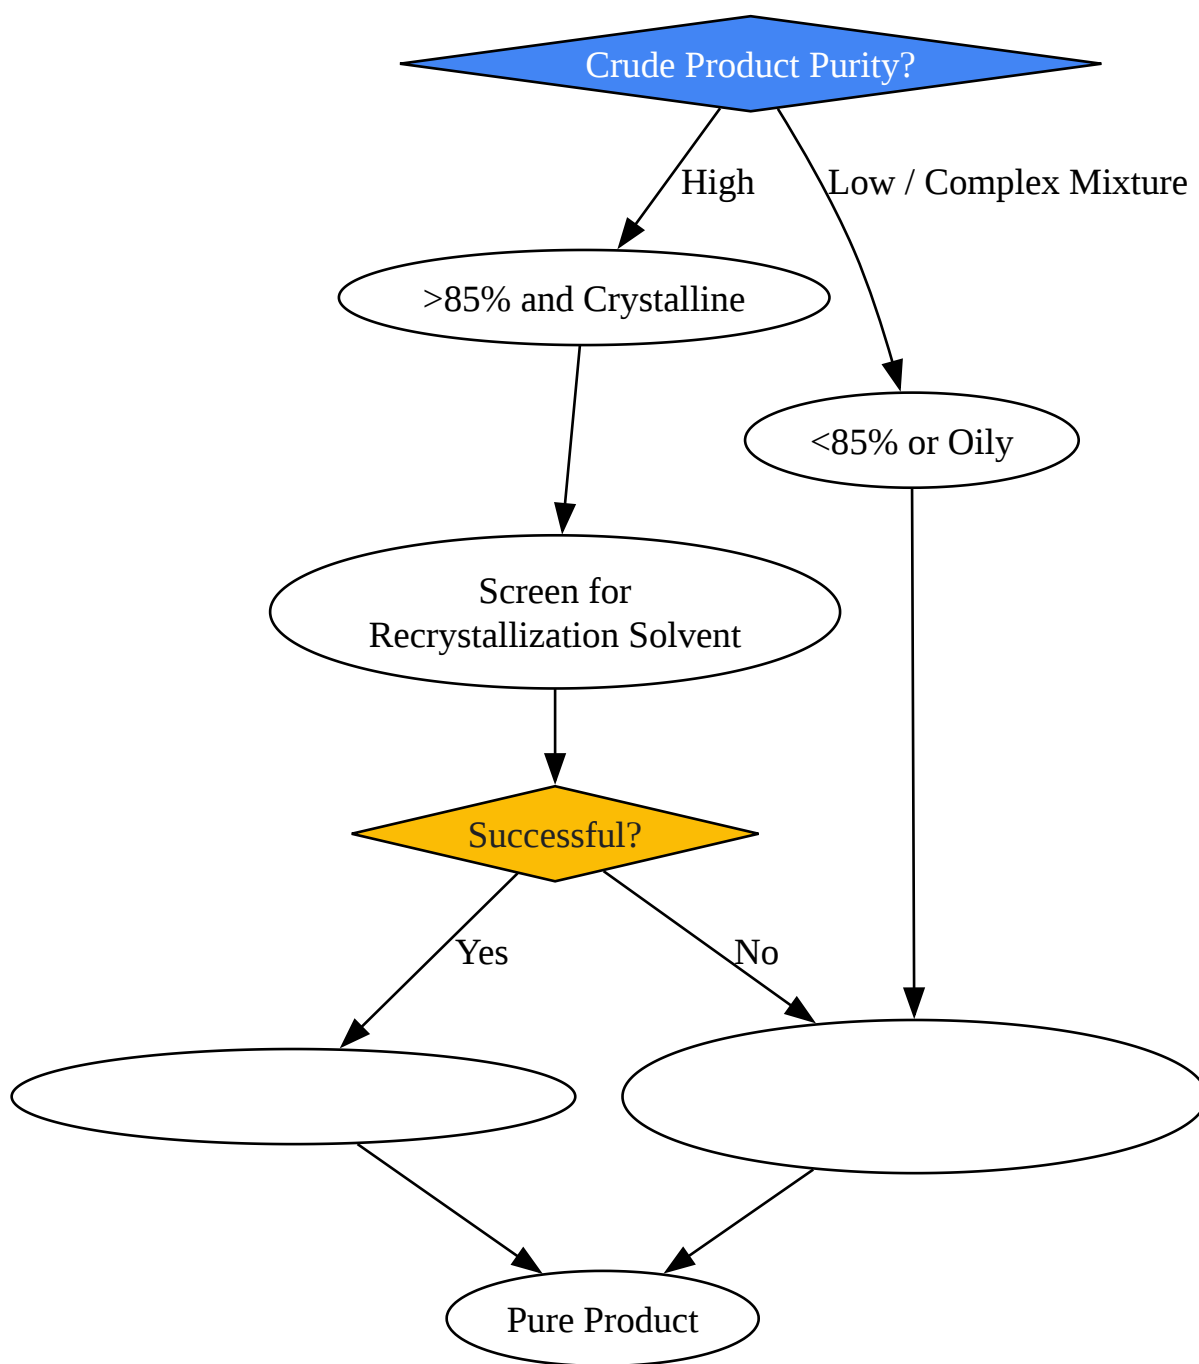 Crude Product Purity?
High
Low / Complex Mixture
>85% and Crystalline
<85% or Oily
Screen for
Recrystallization Solvent
Successful?
Yes
No
Pure Product